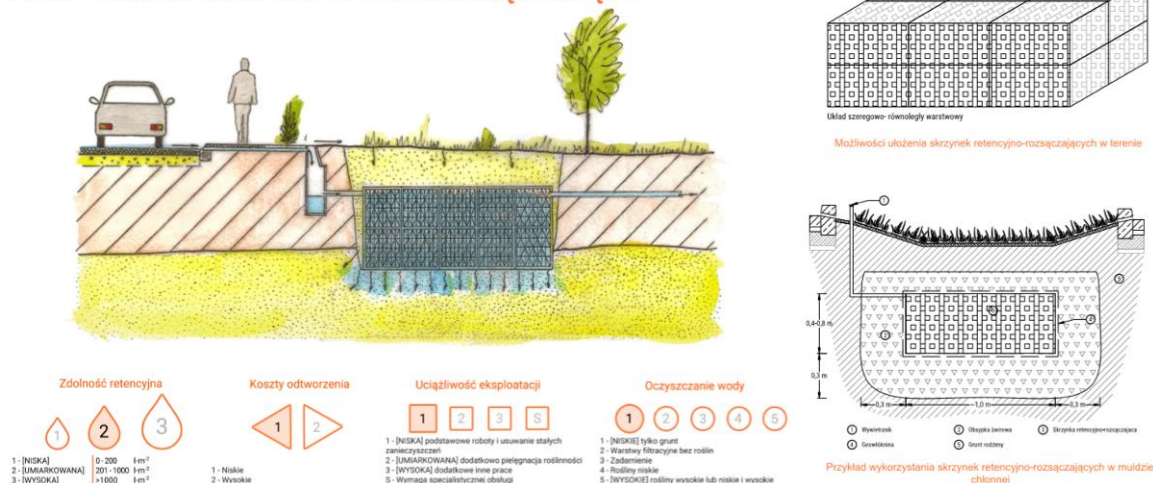 Układ szeregowo- równoległy warstwowy
Możliwości ułożenia skrzynek retencyjno-rozsączających w terenie
Zdolność retencyjna
1
2
3
1 - [NISKA] 0 - 200 l·m⁻²
2 - [UMIARKOWANA] 201 - 1000 l·m⁻²
3 - [WYSOKA] >1000 l·m⁻²
Koszty odtworzenia
1
2
1 - Niskie
2 - Wysokie
Uciążliwość eksploatacji
1 2 3 S
1 - [NISKA] podstawowe roboty i usuwanie stałych
zanieczyszczeń
2 - [UMIARKOWANA] dodatkowo pielęgnacja roślinności
3 - [WYSOKA] dodatkowe inne prace
S - Wymaga specjalistycznej obsługi
Oczyszczanie wody
1 2 3 4 5
1 - [NISKIE] tylko grunt
2 - Warstwy filtracyjne bez roślin
3 - Zadarnienie
4 - Rośliny niskie
5 - [WYSOKIE] rośliny wysokie lub niskie i wysokie
1
5
3
4
2
0,4-0,8 m
0,3 m
0,3 m
1,0 m
0,3 m
1 Wywietrznik
2 Obsypka żwirowa
3 Skrzynka retencyjno-rozsączająca
4 Geowłóknina
5 Grunt rodzimy
Przykład wykorzystania skrzynek retencyjno-rozsączających w muldzie
chłonnej